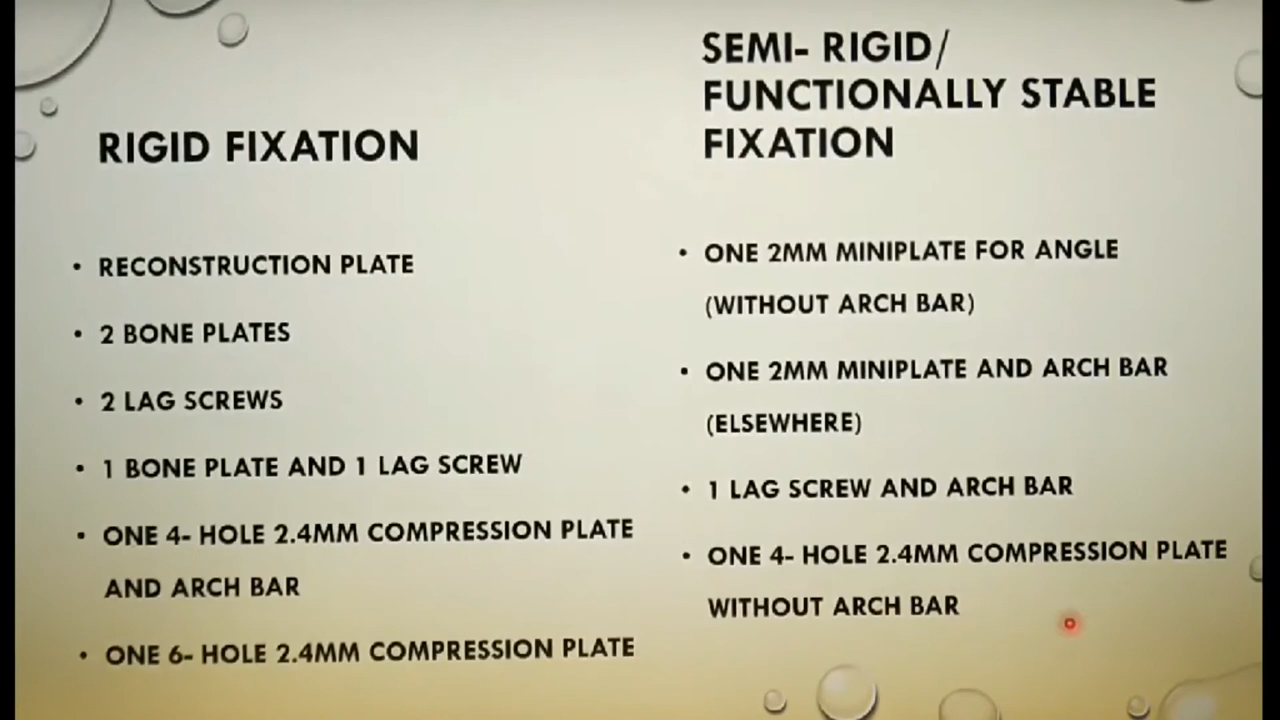 RIGID FIXATION
• RECONSTRUCTION PLATE
• 2 BONE PLATES
• 2 LAG SCREWS
• 1 BONE PLATE AND 1 LAG SCREW
• ONE 4- HOLE 2.4MM COMPRESSION PLATE
AND ARCH BAR
• ONE 6- HOLE 2.4MM COMPRESSION PLATE
SEMI- RIGID/
FUNCTIONALLY STABLE
FIXATION
• ONE 2MM MINIPLATE FOR ANGLE
(WITHOUT ARCH BAR)
• ONE 2MM MINIPLATE AND ARCH BAR
(ELSEWHERE)
• 1 LAG SCREW AND ARCH BAR
• ONE 4- HOLE 2.4MM COMPRESSION PLATE
WITHOUT ARCH BAR